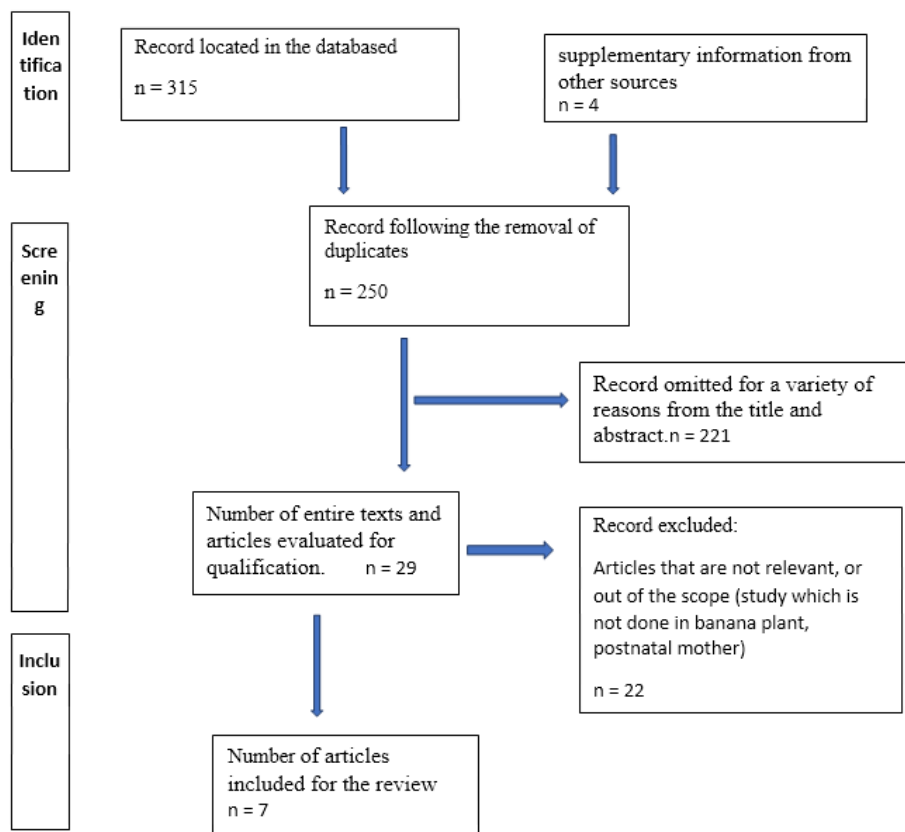 Iden
tifica
tion
Record located in the databased
n = 315
supplementary information from
other sources
n = 4
Scre
enin
g
Record following the removal of
duplicates
n = 250
Record omitted for a variety of
reasons from the title and
abstract.n = 221
Number of entire texts and
articles evaluated for
qualification. n = 29
Record excluded:
Articles that are not relevant, or
out of the scope (study which is
not done in banana plant,
postnatal mother)
n = 22
Inclu
sion
Number of articles
included for the review
n = 7